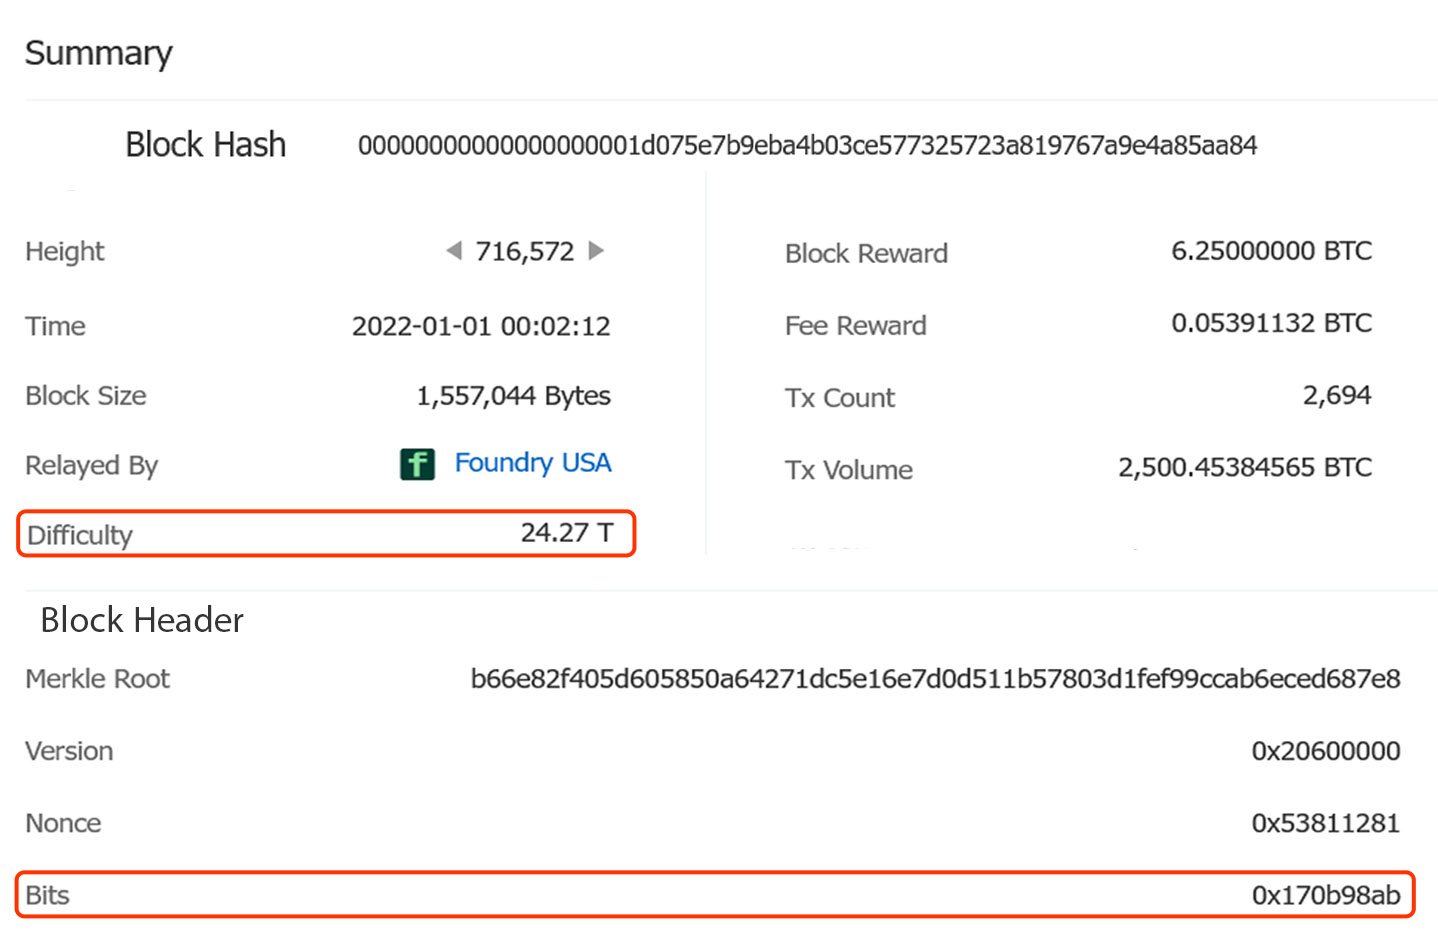 Summary
Block Hash 00000000000000000001d075e7b9eba4b03ce577325723a819767a9e4a85aa84
Height 716,572
Block Reward 6.25000000 BTC
Time 2022-01-01 00:02:12
Fee Reward 0.05391132 BTC
Block Size 1,557,044 Bytes
Tx Count 2,694
Relayed By f Foundry USA
Tx Volume 2,500.45384565 BTC
Difficulty 24.27 T
Block Header
Merkle Root b66e82f405d605850a64271dc5e16e7d0d511b57803d1fef99ccab6eced687e8
Version 0x20600000
Nonce 0x53811281
Bits 0x170b98ab